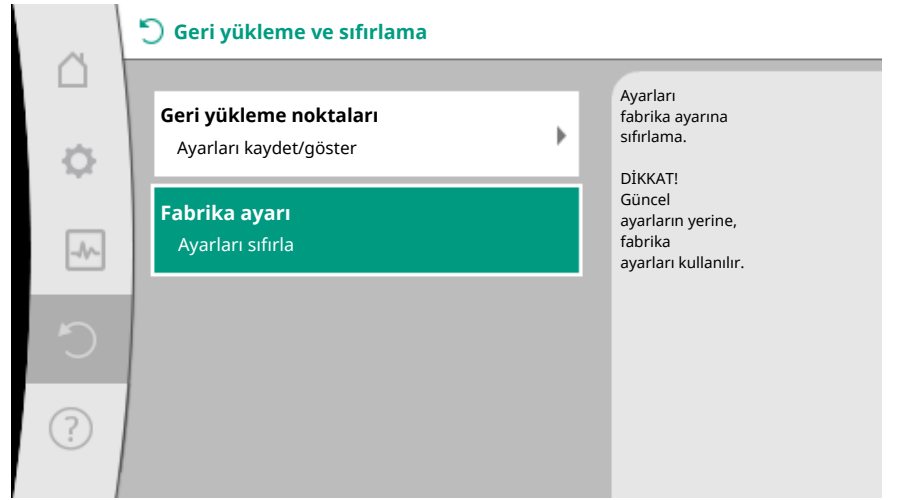 Geri yükleme ve sıfırlama
Geri yükleme noktaları
Ayarları kaydet/göster
Fabrika ayarı
Ayarları sıfırla
Ayarları
fabrika ayarına
sıfırlama.
DİKKAT!
Güncel
ayarların yerine,
fabrika
ayarları kullanılır.